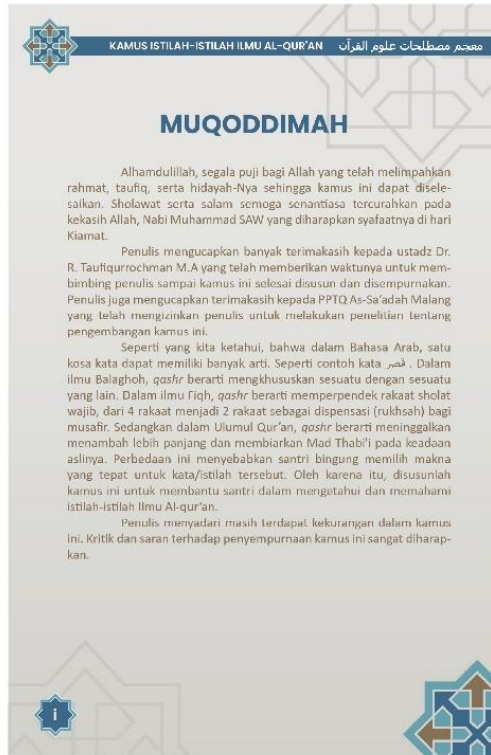 KAMUS ISTILAH-ISTILAH ILMU AL-QUR'AN معجم مصطلحات علوم القرآن
MUQODDIMAH
Alhamdulillah, segala puji bagi Allah yang telah melimpahkan
rahmat, taufiq, serta hidayah-Nya sehingga kamus ini dapat disele-
saikan. Sholawat serta salam semoga senantiasa tercurahkan pada
kekasih Allah, Nabi Muhammad SAW yang diharapkan syafaatnya di hari
Kiamat.
Penulis mengucapkan banyak terimakasih kepada ustadz Dr.
R. Taufiqurrochman M.A yang telah memberikan waktunya untuk mem-
bimbing penulis sampai kamus ini selesai disusun dan disempurnakan.
Penulis juga mengucapkan terimakasih kepada PPTQ As-Sa'adah Malang
yang telah mengizinkan penulis untuk melakukan penelitian tentang
pengembangan kamus ini.
Seperti yang kita ketahui, bahwa dalam Bahasa Arab, satu
kosa kata dapat memiliki banyak arti. Seperti contoh kata قَصر . Dalam
ilmu Balaghoh, qashr berarti mengkhususkan sesuatu dengan sesuatu
yang lain. Dalam ilmu Fiqh, qashr berarti memperpendek rakaat sholat
wajib, dari 4 rakaat menjadi 2 rakaat sebagai dispensasi (rukhsah) bagi
musafir. Sedangkan dalam Ulumul Qur'an, qashr berarti meninggalkan
menambah lebih panjang dan membiarkan Mad Thabi'i pada keadaan
aslinya. Perbedaan ini menyebabkan santri bingung memilih makna
yang tepat untuk kata/istilah tersebut. Oleh karena itu, disusunlah
kamus ini untuk membantu santri dalam mengetahui dan memahami
istilah-istilah Ilmu Al-qur'an.
Penulis menyadari masih terdapat kekurangan dalam kamus
ini. Kritik dan saran terhadap penyempurnaan kamus ini sangat diharap-
kan.
i